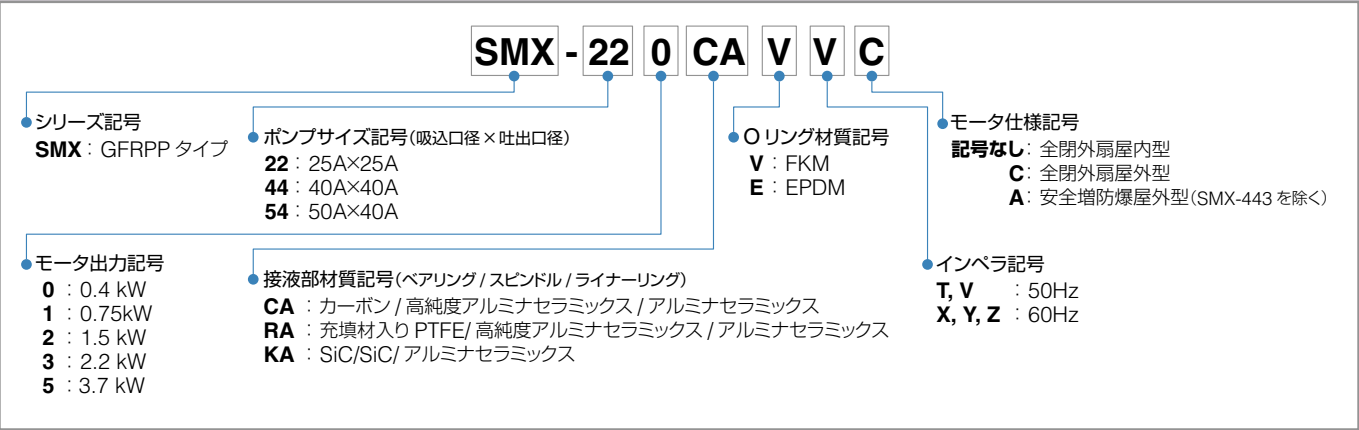 SMX - 22 0 CA V V C
シリーズ記号
SMX : GFRPP タイプ
ポンプサイズ記号(吸込口径×吐出口径)
22 : 25A×25A
44 : 40A×40A
54 : 50A×40A
Oリング材質記号
V : FKM
E : EPDM
モータ仕様記号
記号なし : 全閉外扇屋内型
C : 全閉外扇屋外型
A : 安全増防爆屋外型(SMX-443を除く)
モータ出力記号
0 : 0.4 kW
1 : 0.75kW
2 : 1.5 kW
3 : 2.2 kW
5 : 3.7 kW
接液部材質記号(ベアリング/スピンドル/ライナーリング)
CA : カーボン/高純度アルミナセラミックス/アルミナセラミックス
RA : 充填材入りPTFE/高純度アルミナセラミックス/アルミナセラミックス
KA : SiC/SiC/アルミナセラミックス
インペラ記号
T, V : 50Hz
X, Y, Z : 60Hz